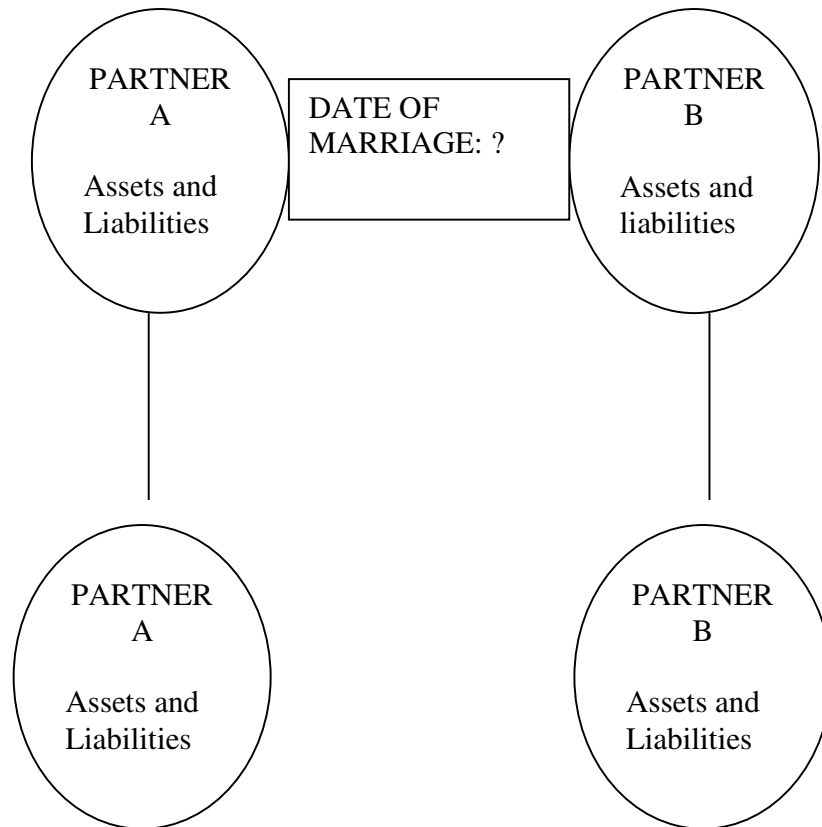 PARTNER
A
Assets and
Liabilities
DATE OF
MARRIAGE: ?
PARTNER
B
Assets and
liabilities
PARTNER
A
Assets and
Liabilities
PARTNER
B
Assets and
Liabilities